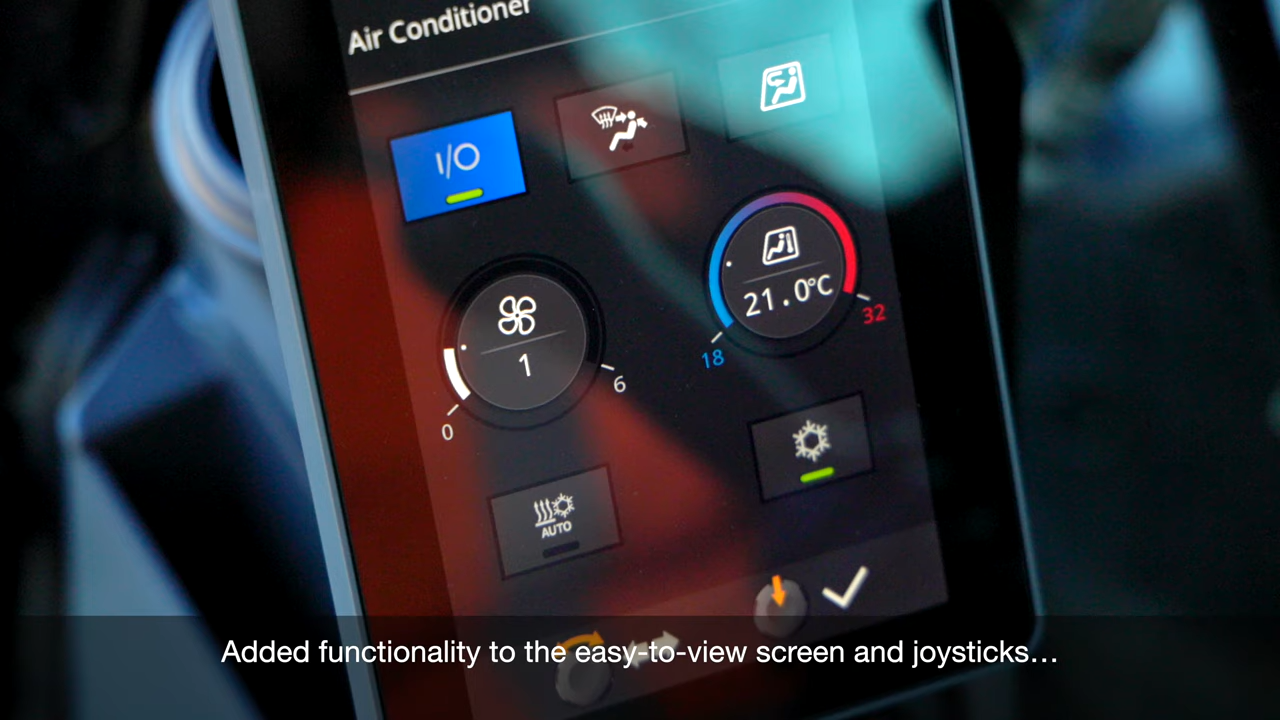 Air Conditioner
I/O
21.0°C
18
32
1
0
6
AUTO
Added functionality to the easy-to-view screen and joysticks...